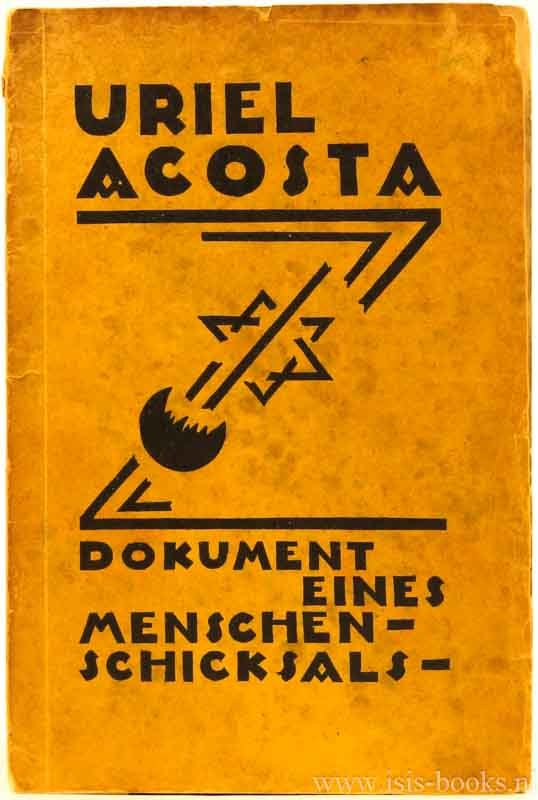 URIEL
ACOSTA
DOKUMENT
EINES
MENSCHEN-
SCHICKSALS-
www.isis-books.nl